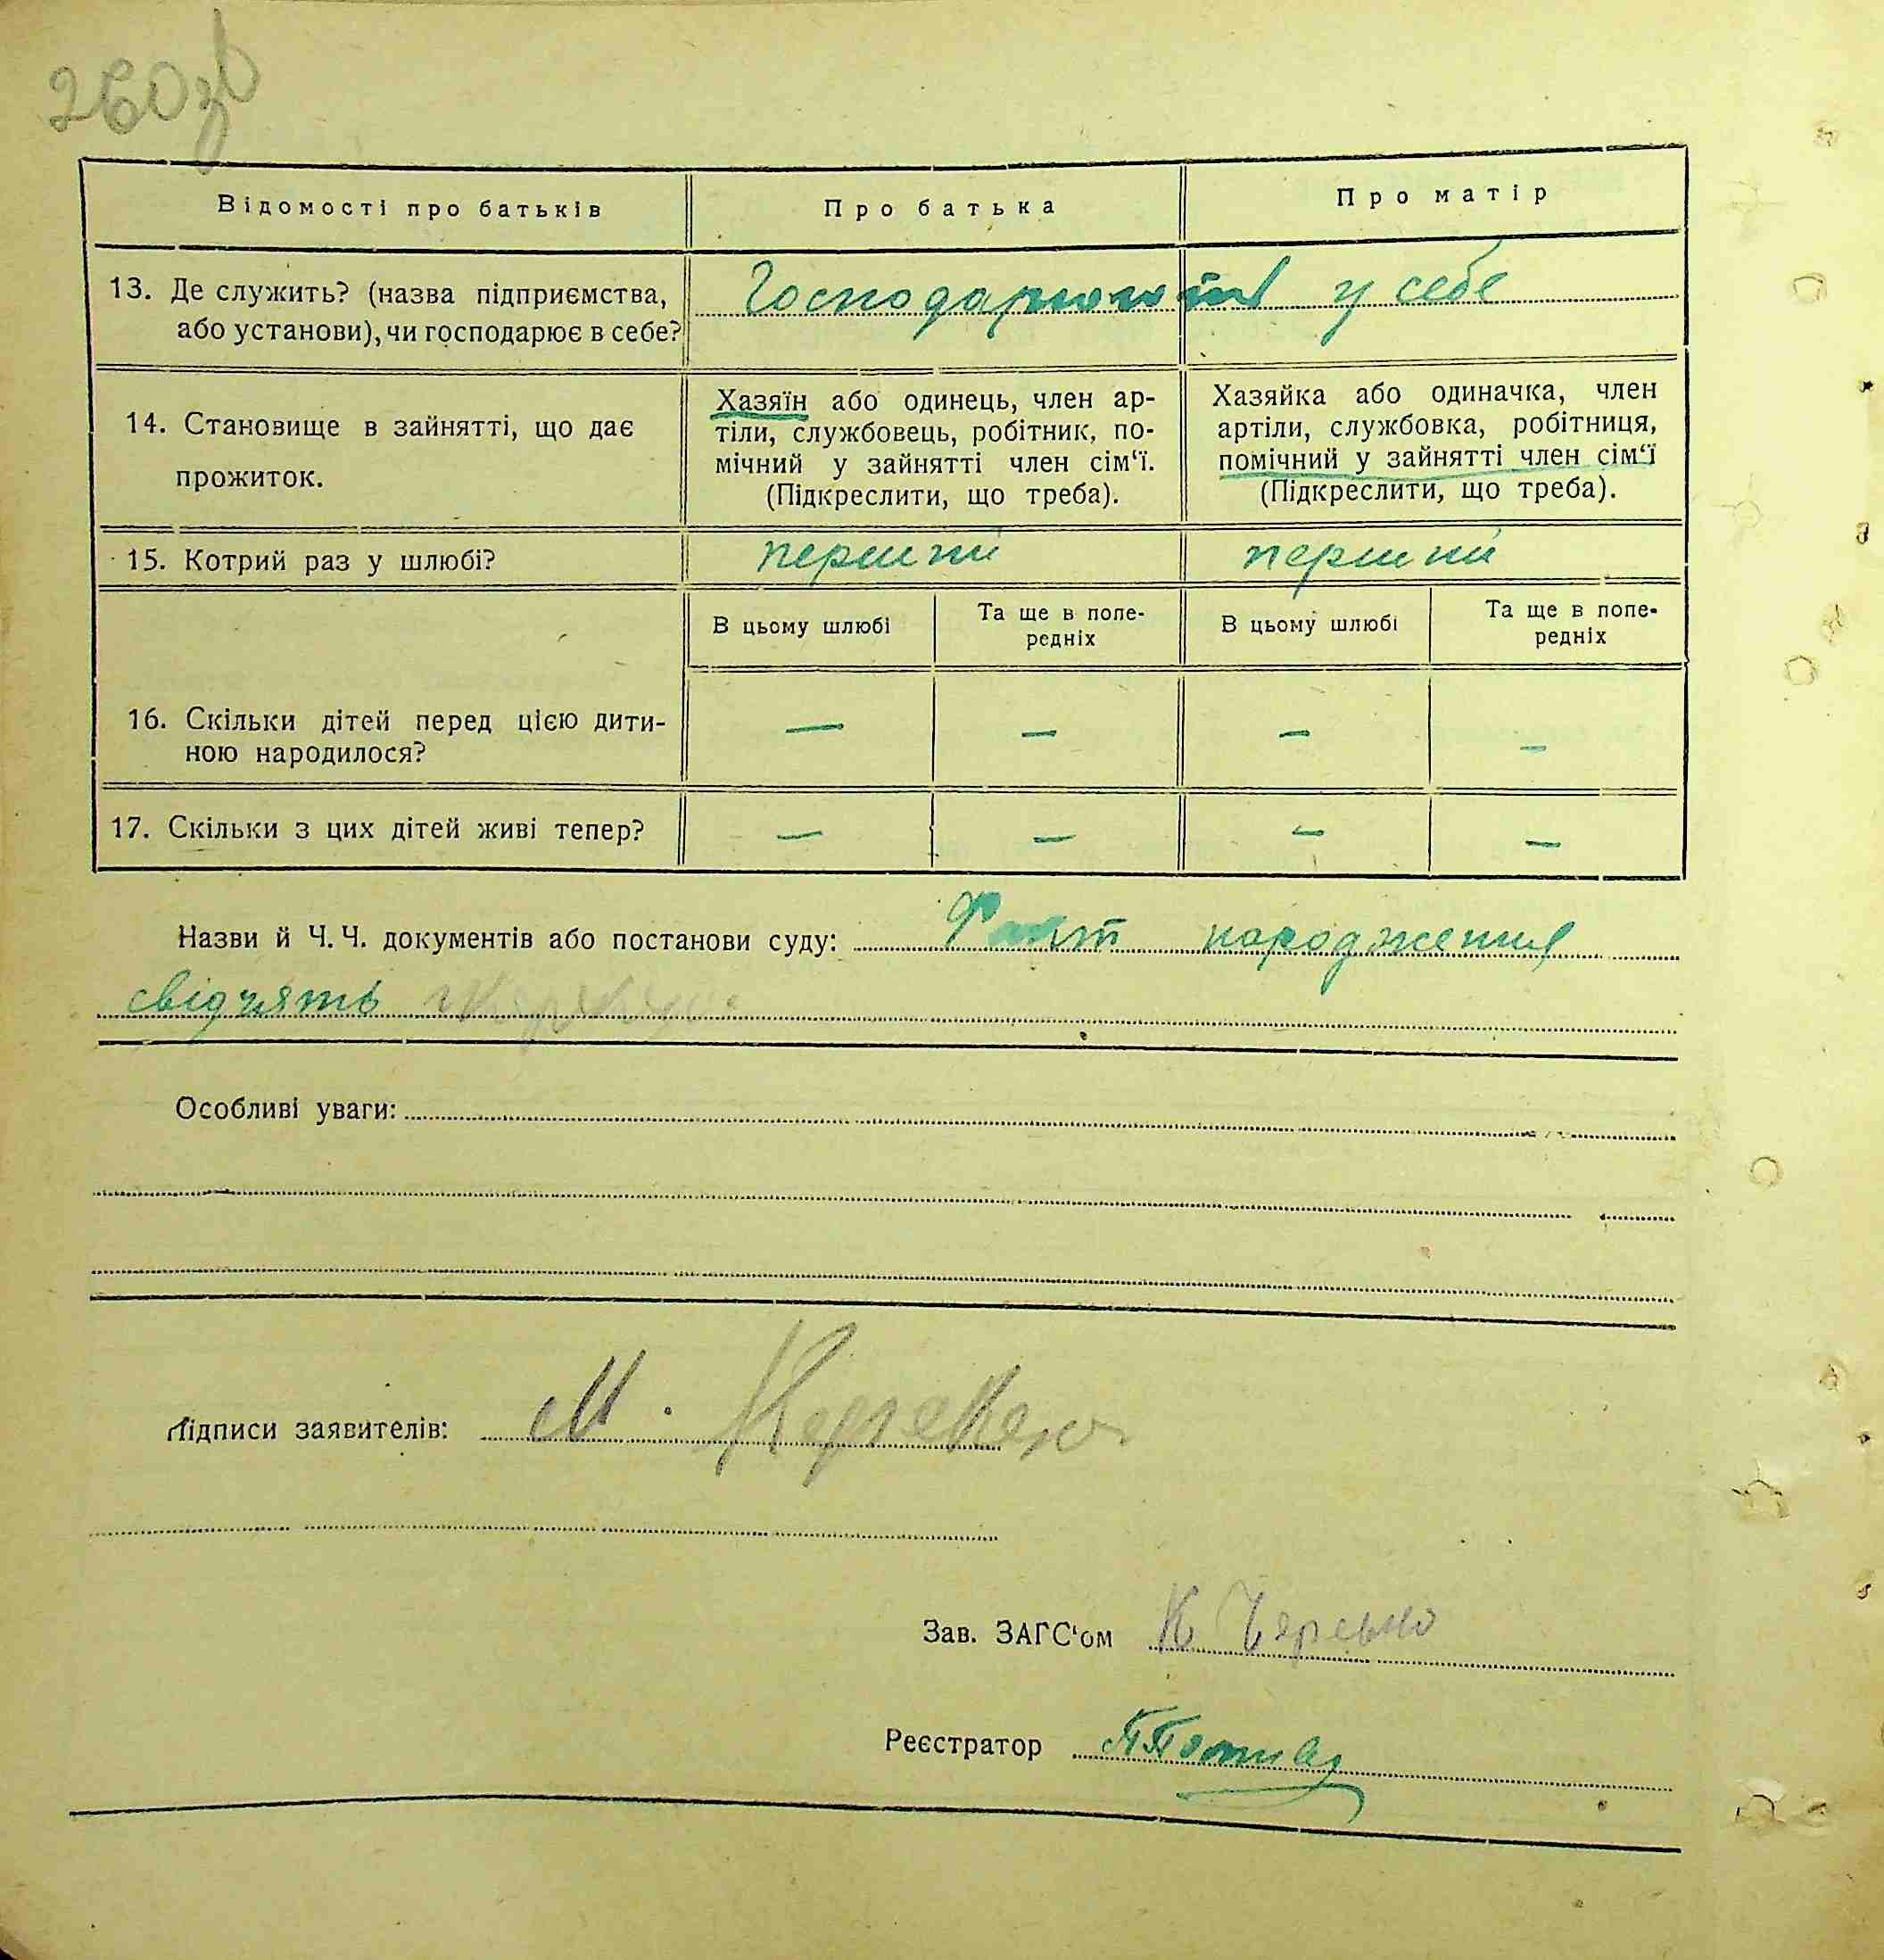 260зв
Відомості про батьків
Про батька
Про матір
13. Де служить? (назва підприємства,
або установи), чи господарює в себе?
Господарюють у себе
14. Становище в зайнятті, що дає
прожиток.
Хазяїн або одинець, член ар-
тіли, службовець, робітник, по-
мічний у зайнятті член сім‘ї.
(Підкреслити, що треба).
Хазяйка або одиначка, член
артіли, службовка, робітниця,
помічний у зайнятті член сім‘ї
(Підкреслити, що треба).
15. Котрий раз у шлюбі?
перший
перший
В цьому шлюбі
Та ще в попе-
редніх
В цьому шлюбі
Та ще в попе-
редніх
16. Скільки дітей перед цією дити-
ною народилося?
— — — —
17. Скільки з цих дітей живі тепер?
— — — —
Назви й Ч. Ч. документів або постанови суду: Факт народження
свідчять
Особливі уваги:
Підписи заявителів: М.
Зав. ЗАГС‘ом К
Реєстратор